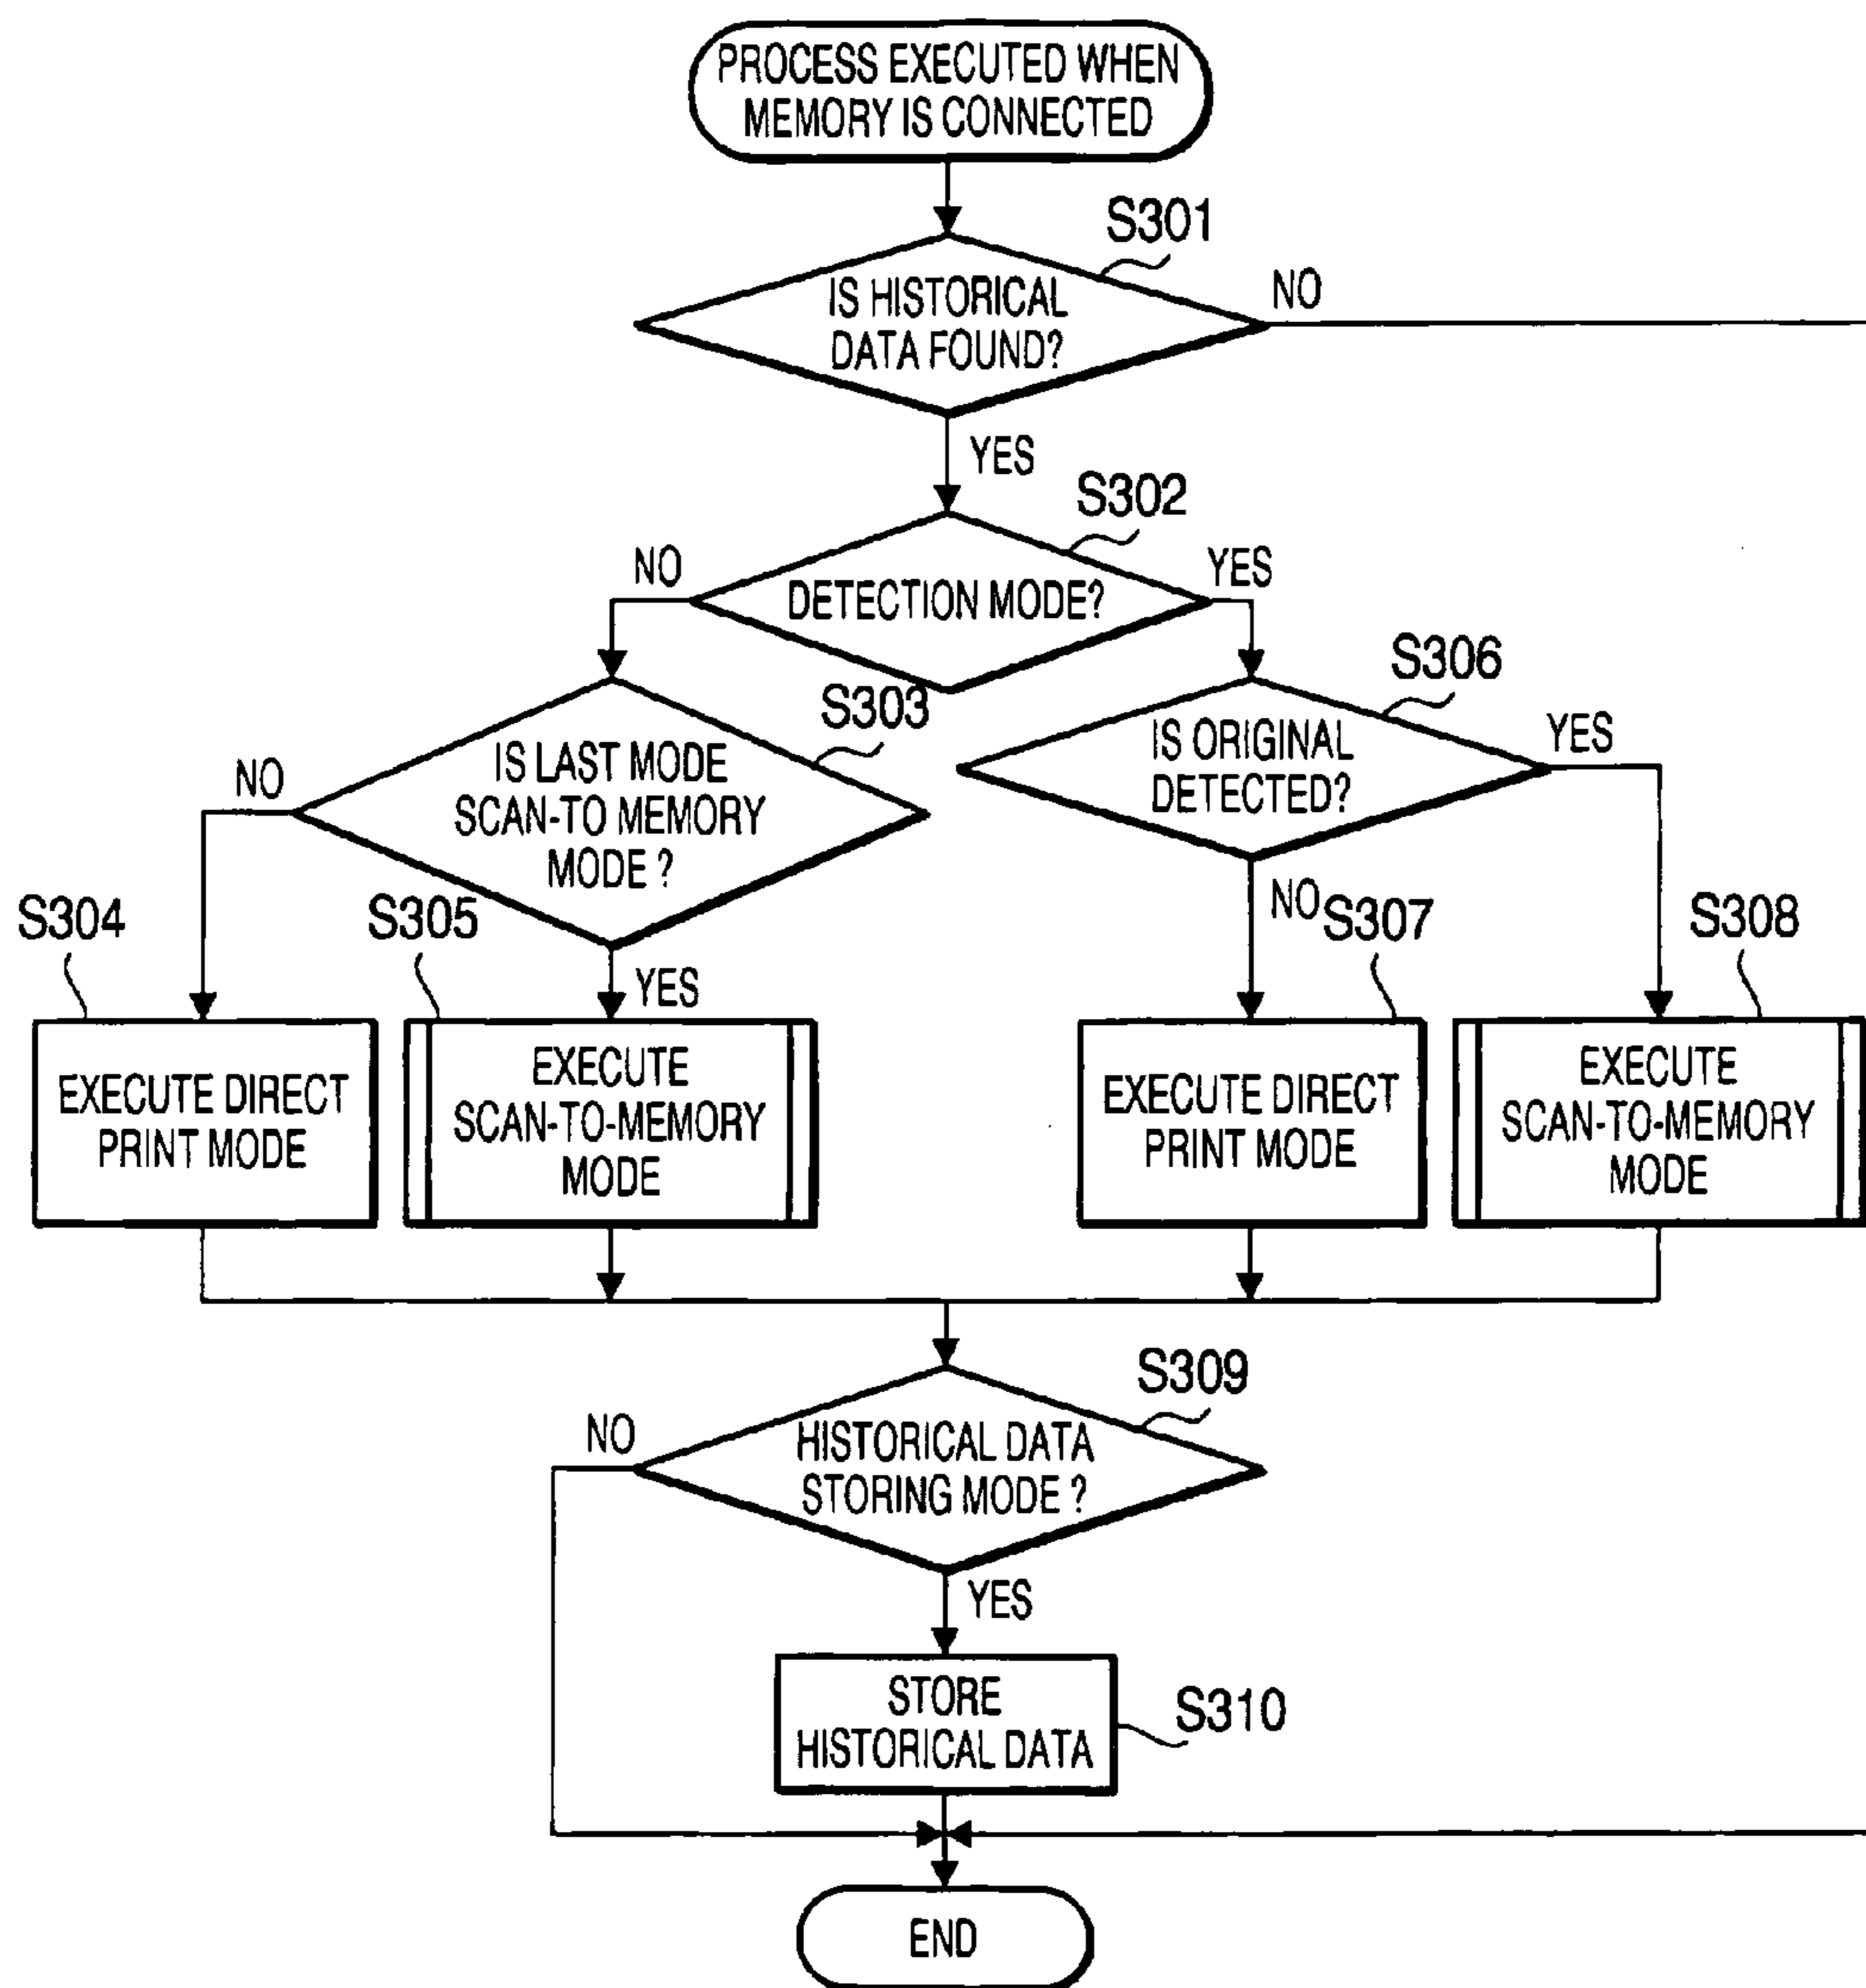 PROCESS EXECUTED WHEN
MEMORY IS CONNECTED
S301
IS HISTORICAL
DATA FOUND?
NO
YES
S302
NO
DETECTION MODE?
YES
S303
IS LAST MODE
SCAN-TO MEMORY
MODE ?
NO
S306
IS ORIGINAL
DETECTED?
YES
S304
S305
YES
NO
S307
S308
EXECUTE DIRECT
PRINT MODE
EXECUTE
SCAN-TO-MEMORY
MODE
EXECUTE DIRECT
PRINT MODE
EXECUTE
SCAN-TO-MEMORY
MODE
S309
NO
HISTORICAL DATA
STORING MODE ?
YES
STORE
HISTORICAL DATA
S310
END